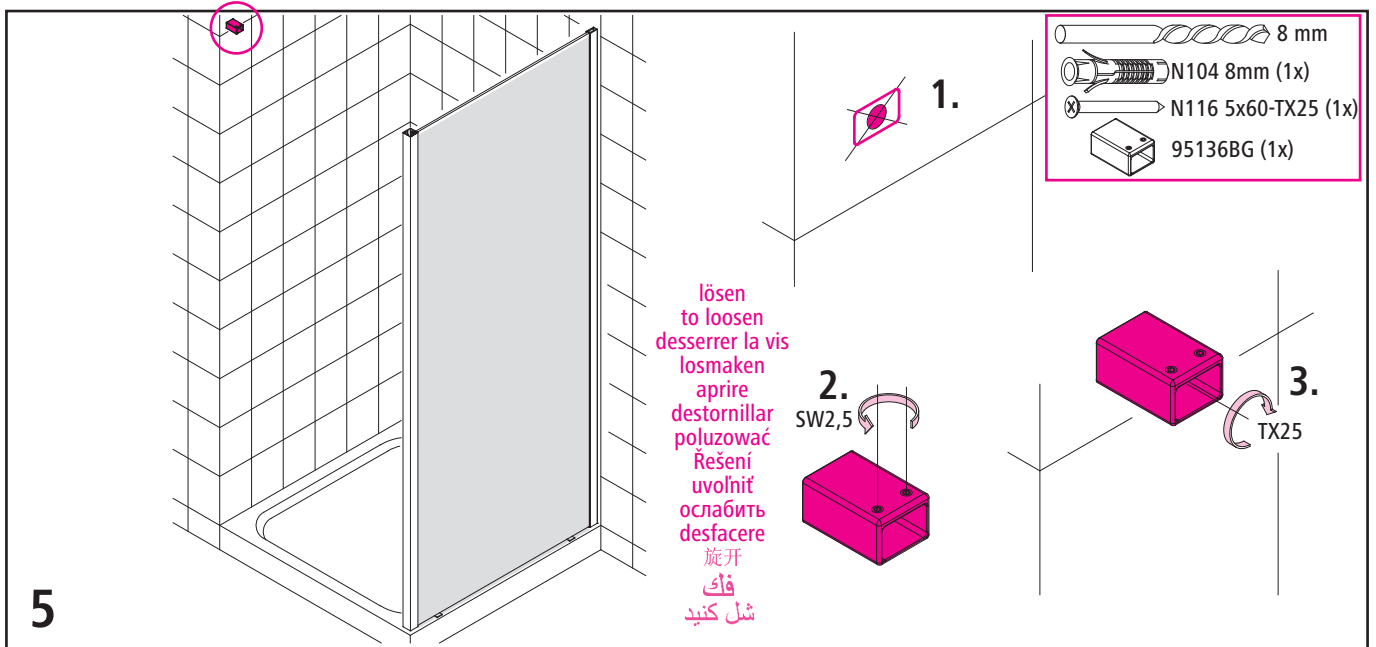 8 mm
N104 8mm (1x)
N116 5x60-TX25 (1x)
95136BG (1x)
1.
lösen
to loosen
desserrer la vis
losmaken
aprire
destornillar
poluzować
Řešení
uvoľniť
ослабить
desfacere
旋开
فك
شل کنید
2.
SW2,5
3.
TX25
5